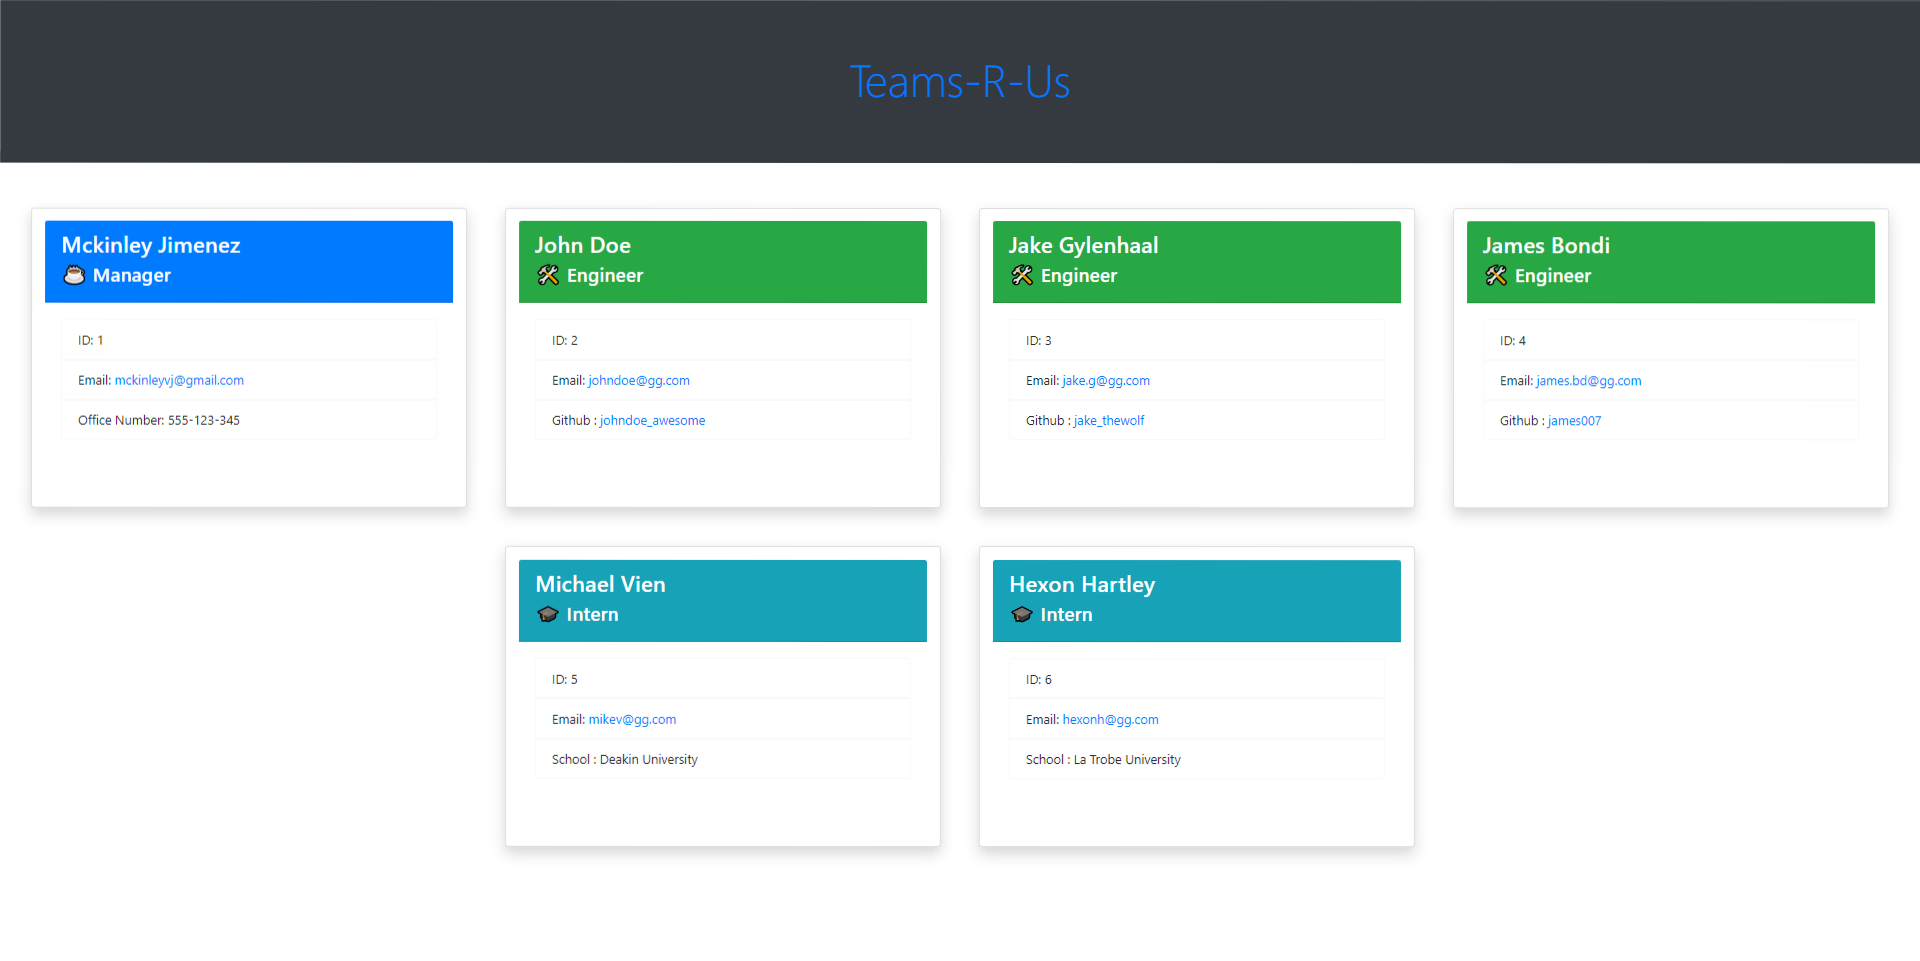 Teams-R-Us
Mckinley Jimenez
Manager
ID: 1
Email: mckinleyvj@gmail.com
Office Number: 555-123-345
John Doe
Engineer
ID: 2
Email: johndoe@gg.com
Github : johndoe_awesome
Jake Gylenhaal
Engineer
ID: 3
Email: jake.g@gg.com
Github : jake_thewolf
James Bondi
Engineer
ID: 4
Email: james.bd@gg.com
Github : james007
Michael Vien
Intern
ID: 5
Email: mikev@gg.com
School : Deakin University
Hexon Hartley
Intern
ID: 6
Email: hexonh@gg.com
School : La Trobe University